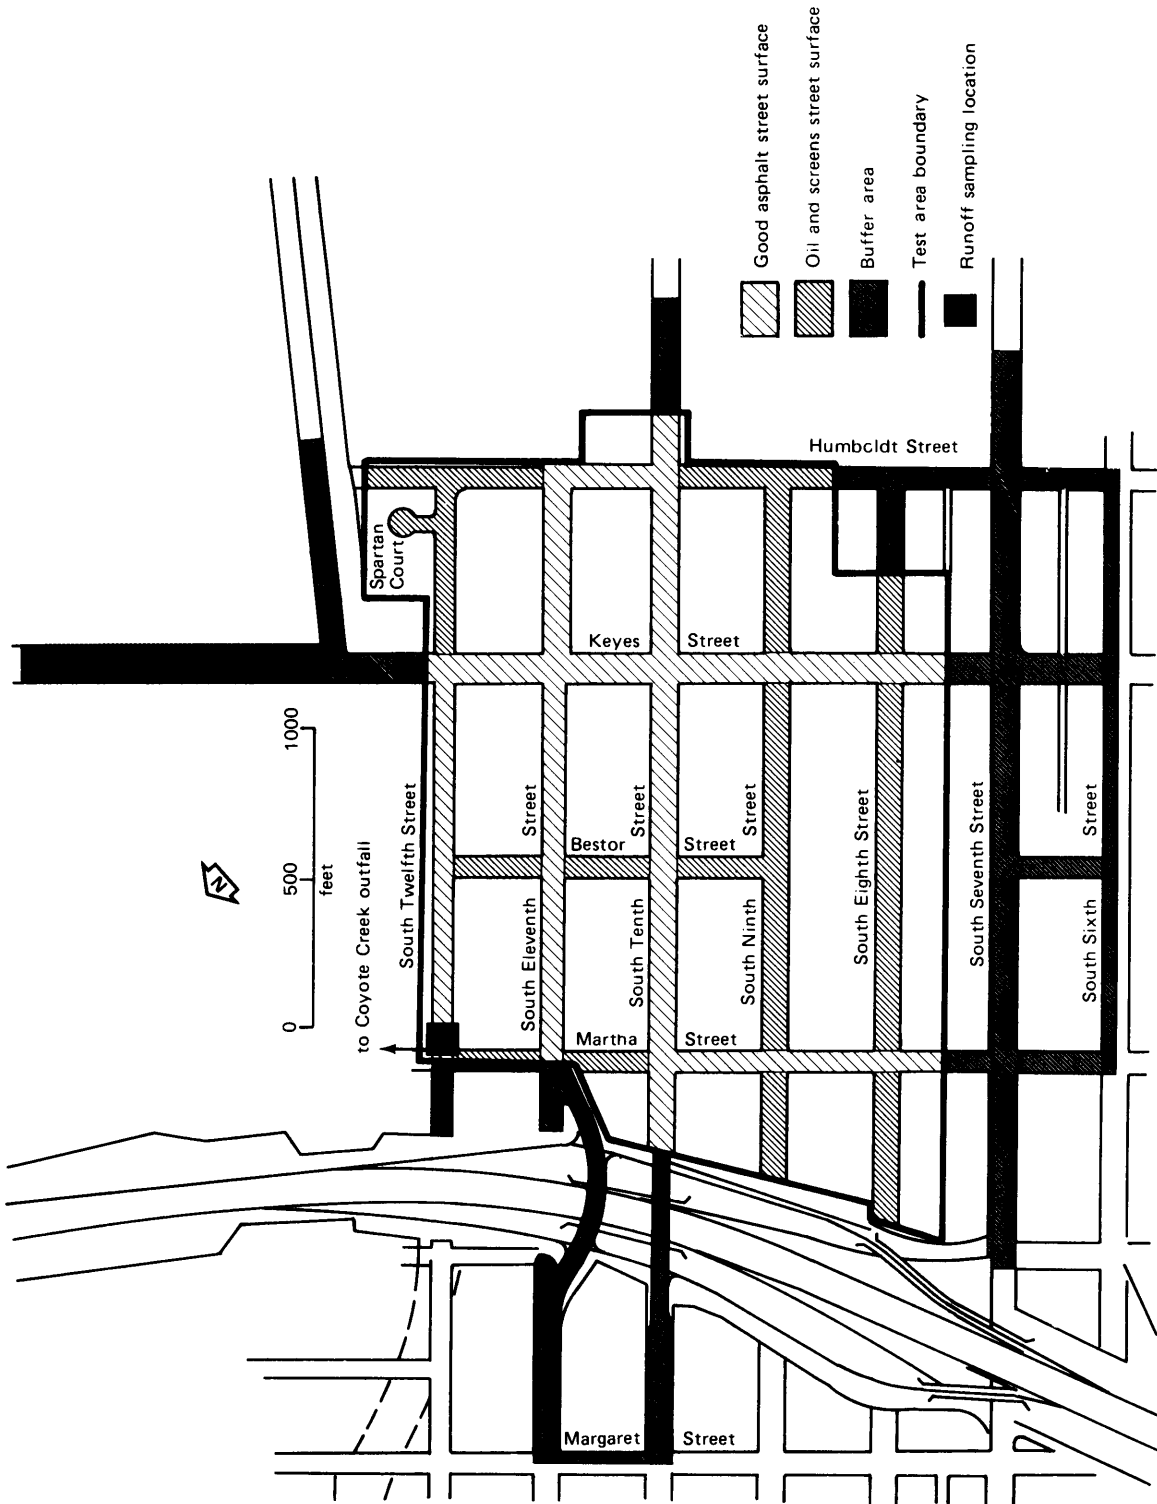 Good asphalt street surface
Oil and screens street surface
Buffer area
Test area boundary
Runoff sampling location
Humboldt Street
Spartan
Court
Keyes Street
1000
500
0
feet
N
to Coyote Creek outfall
South Twelfth Street
South Eleventh Street
South Tenth Street
South Ninth Street
South Eighth Street
South Seventh Street
South Sixth Street
Bestor Street
Martha Street
Margaret Street